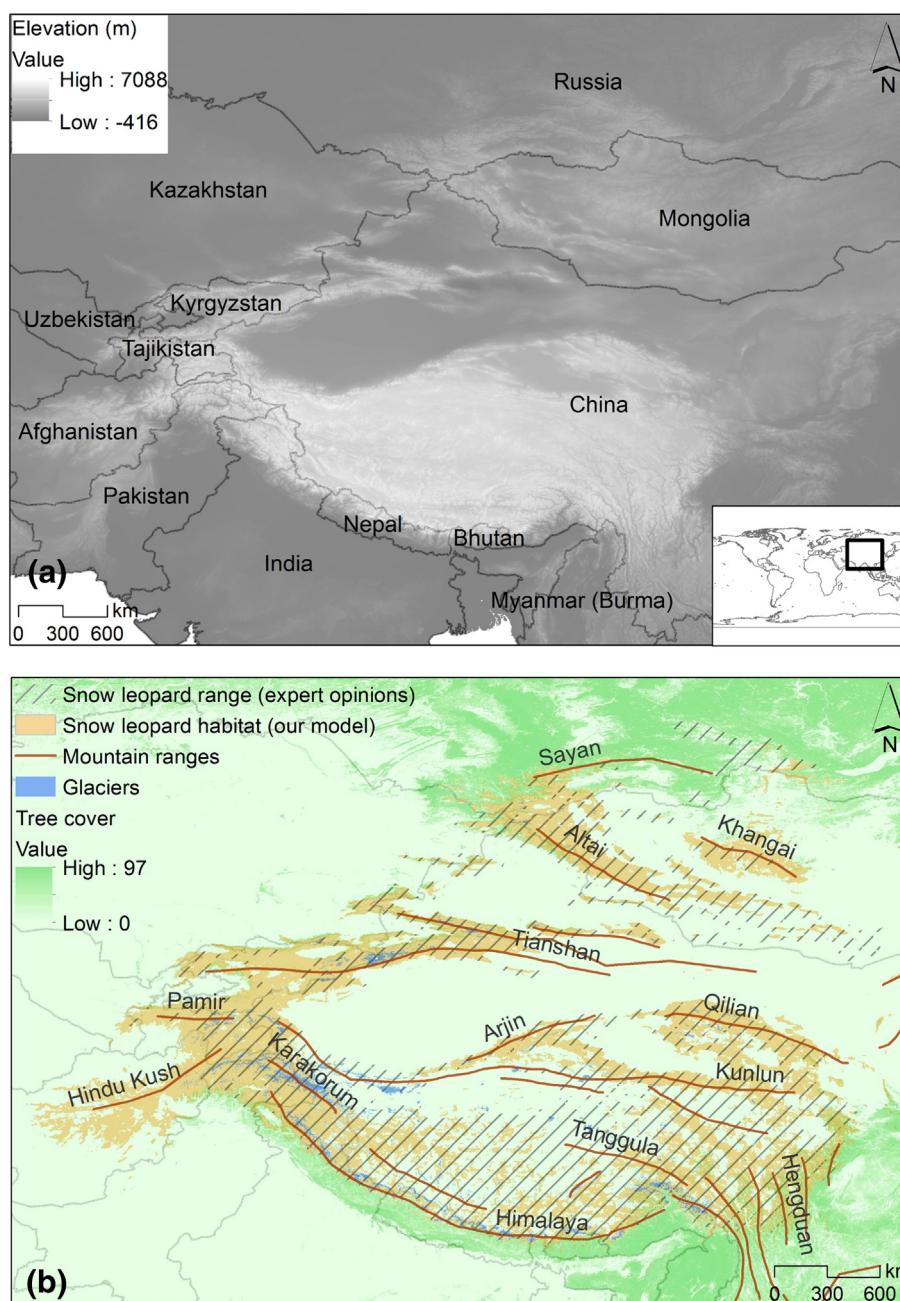 Elevation (m)
Value
High : 7088
Low : -416
N
Russia
Kazakhstan
Mongolia
Kyrgyzstan
Uzbekistan
Tajikistan
China
Afghanistan
Pakistan
Nepal
Bhutan
India
Myanmar (Burma)
(a)
km
0 300 600
Snow leopard range (expert opinions)
Snow leopard habitat (our model)
Mountain ranges
Glaciers
Tree cover
Value
High : 97
Low : 0
N
Sayan
Altai
Khangai
Tianshan
Pamir
Qilian
Arjin
Karakorum
Hindu Kush
Kunlun
Tanggula
Hengduan
Himalaya
(b)
km
0 300 600